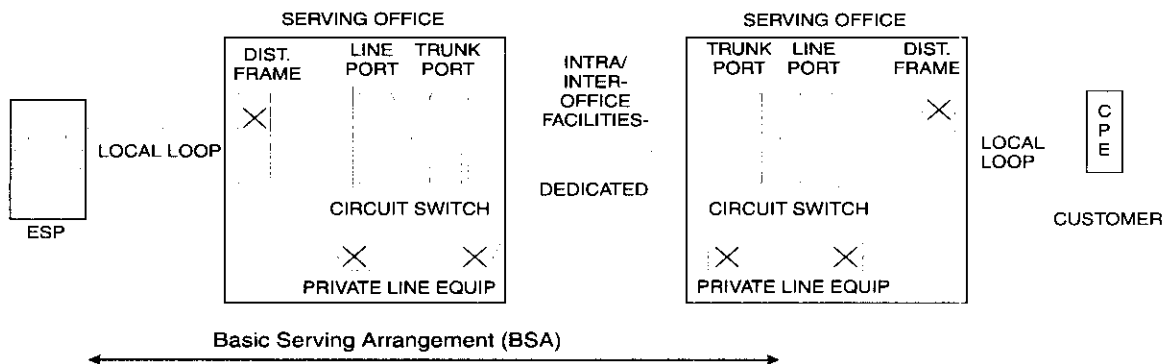 SERVING OFFICE
DIST.
FRAME
LINE
PORT
TRUNK
PORT
ESP
LOCAL LOOP
CIRCUIT SWITCH
PRIVATE LINE EQUIP
INTRA/
INTER-
OFFICE
FACILITIES-
DEDICATED
SERVING OFFICE
TRUNK
PORT
LINE
PORT
DIST.
FRAME
CIRCUIT SWITCH
PRIVATE LINE EQUIP
LOCAL
LOOP
C
P
E
CUSTOMER
Basic Serving Arrangement (BSA)